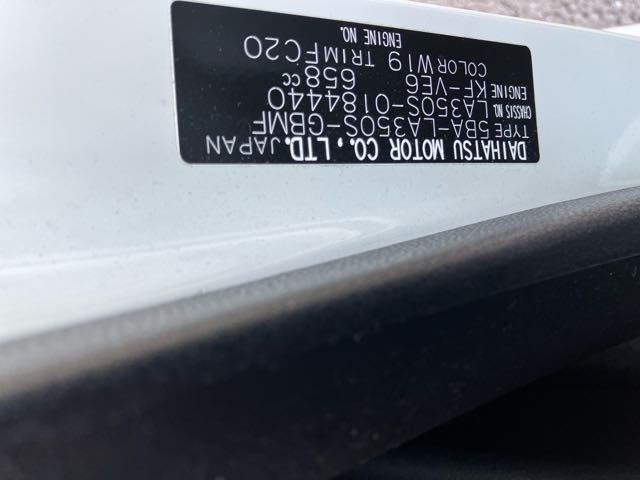 DAIHATSU MOTOR CO., LTD. JAPAN
TYPE 5BA-LA350S-GBMF
CHASSIS NO. LA350S-0184440
ENGINE KF-VE6 658cc
COLOR W19 TRIM FC20
ENGINE NO.